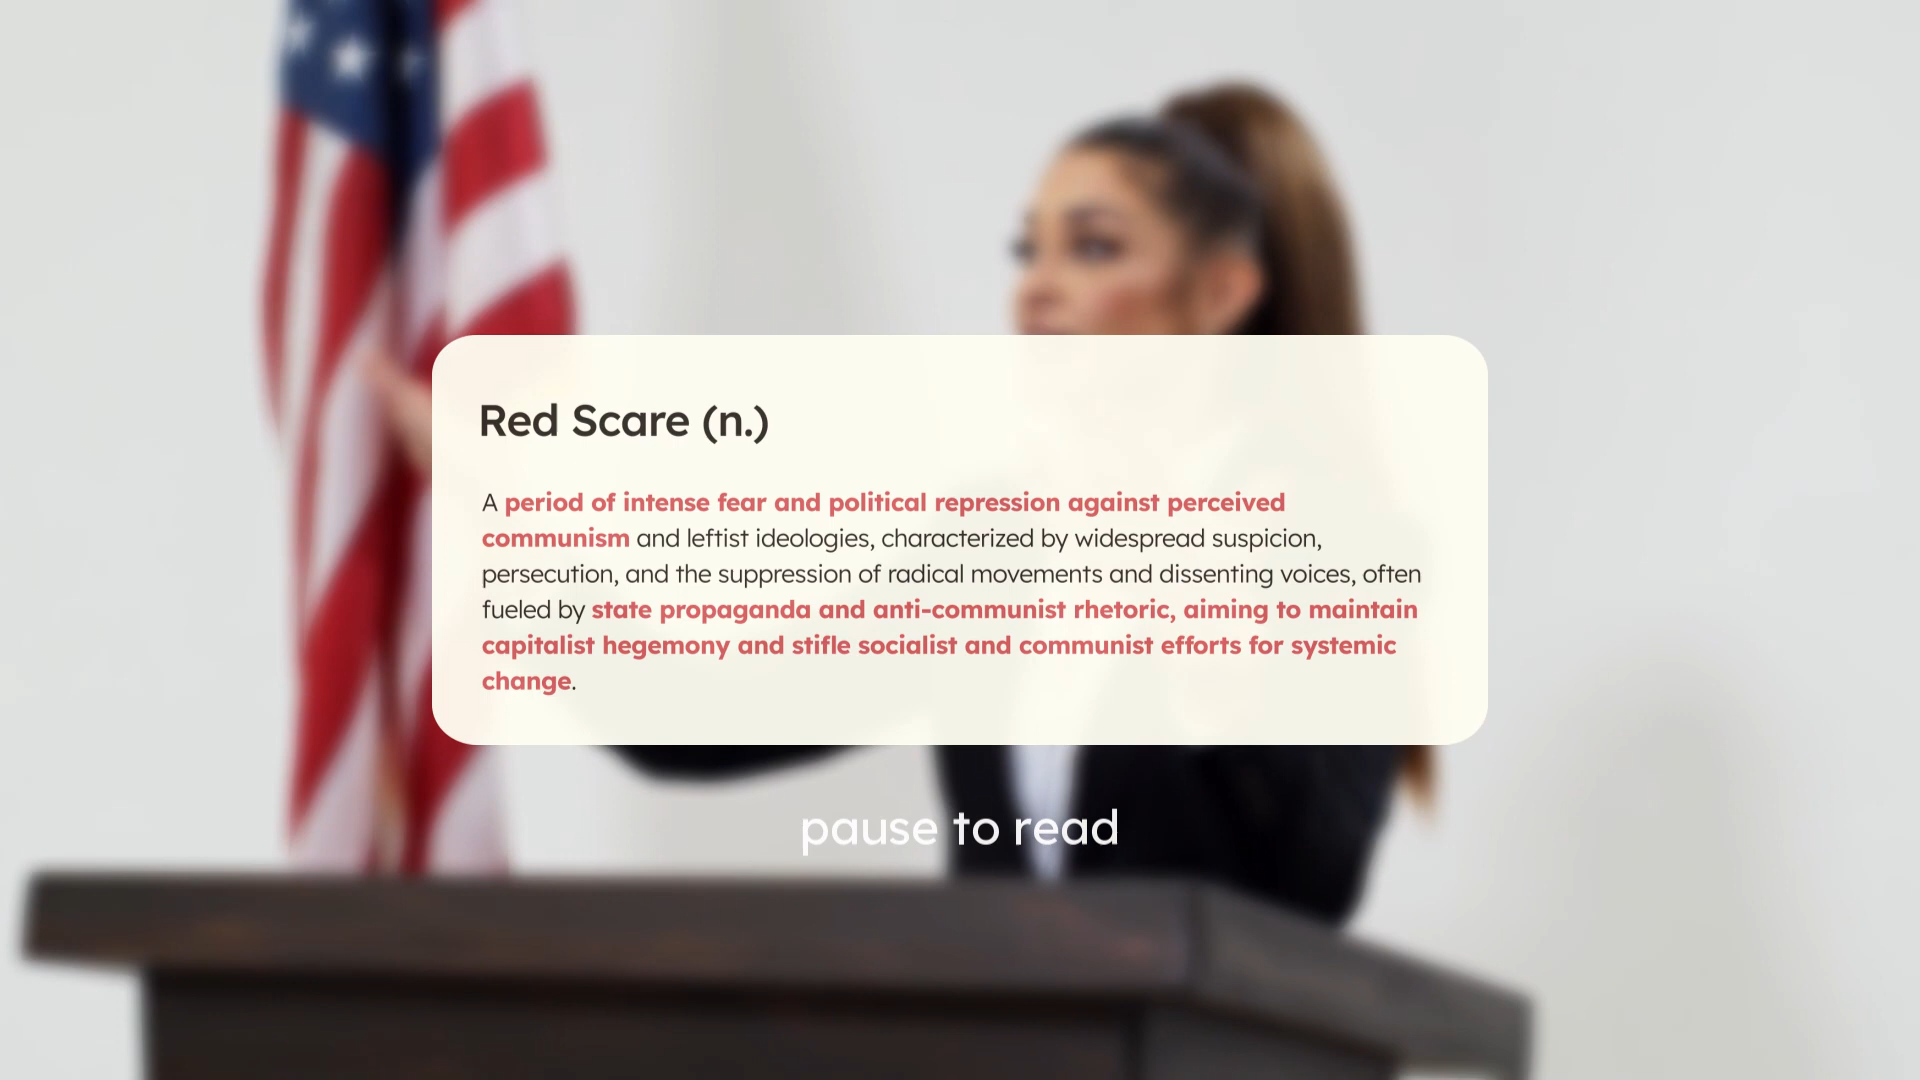 Red Scare (n.)
A period of intense fear and political repression against perceived
communism and leftist ideologies, characterized by widespread suspicion,
persecution, and the suppression of radical movements and dissenting voices, often
fueled by state propaganda and anti-communist rhetoric, aiming to maintain
capitalist hegemony and stifle socialist and communist efforts for systemic
change.
pause to read